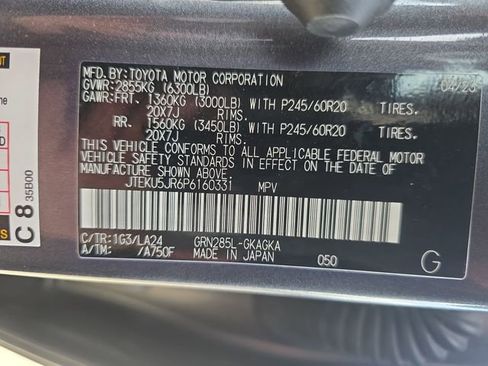 MFD.BY:TOYOTA MOTOR CORPORATION 04/23
GVWR:2855KG (6300LB)
GAWR:FRT. 1360KG (3000LB) WITH P245/60R20 TIRES.
20X7J RIMS.
RR. 1560KG (3450LB) WITH P245/60R20 TIRES.
20X7J RIMS.
THIS VEHICLE CONFORMS TO ALL APPLICABLE FEDERAL MOTOR
VEHICLE SAFETY STANDARDS IN EFFECT ON THE DATE OF
MANUFACTURE SHOWN ABOVE.
JTEKU5JR6P6160331 MPV
C/TR:1G3/LA24 GRN285L-GKAGKA
A/TM: /A750F MADE IN JAPAN 050
G
C 8
35B00